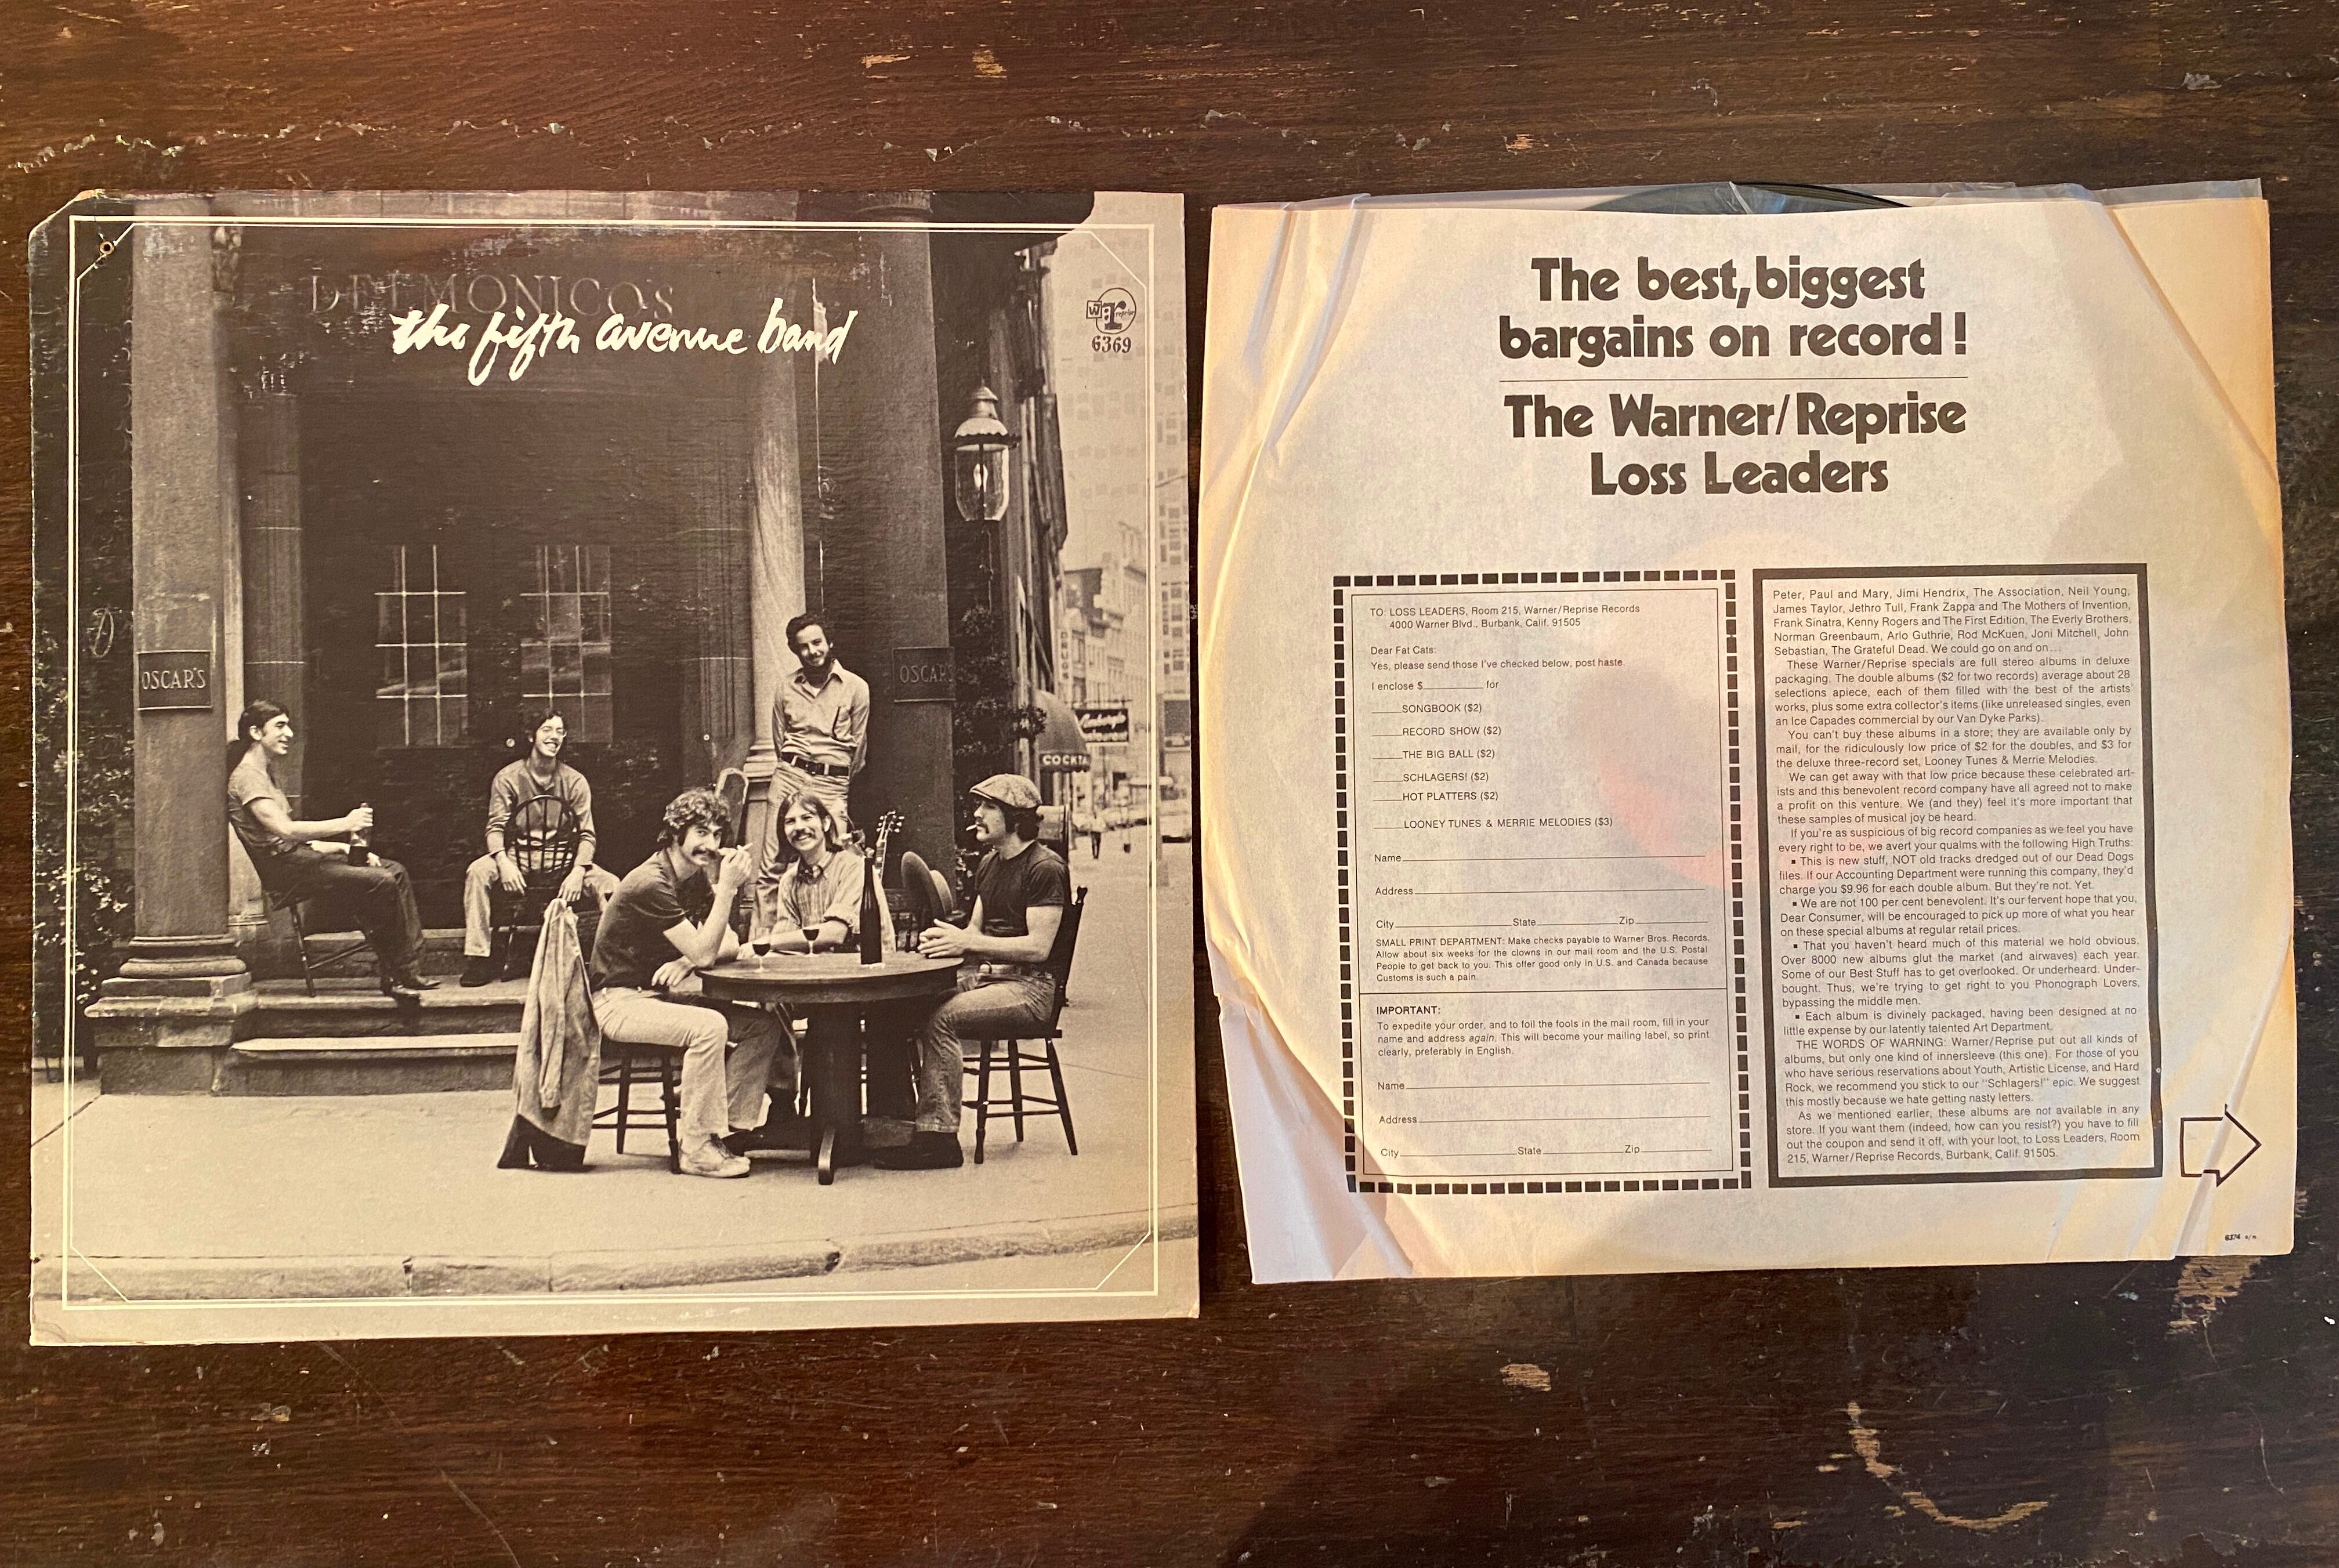 DELMONICO'S
the fifth avenue band
W
r
reprise
6369
OSCAR'S
OSCAR
DRUGS
COCKTA
The best, biggest
bargains on record!
The Warner/Reprise
Loss Leaders
TO: LOSS LEADERS, Room 215, Warner/Reprise Records
4000 Warner Blvd., Burbank, Calif. 91505
Dear Fat Cats:
Yes, please send those I've checked below, post haste.
I enclose $________ for
____SONGBOOK ($2)
____RECORD SHOW ($2)
____THE BIG BALL ($2)
____SCHLAGERS! ($2)
____HOT PLATTERS ($2)
____LOONEY TUNES & MERRIE MELODIES ($3)
Name
Address
City State Zip
SMALL PRINT DEPARTMENT: Make checks payable to Warner Bros. Records.
Allow about six weeks for the clowns in our mail room and the U.S. Postal
People to get back to you. This offer good only in U.S. and Canada because
Customs is such a pain.
IMPORTANT:
To expedite your order, and to foil the fools in the mail room, fill in your
name and address again. This will become your mailing label, so print
clearly, preferably in English.
Name
Address
City State Zip
Peter, Paul and Mary, Jimi Hendrix, The Association, Neil Young,
James Taylor, Jethro Tull, Frank Zappa and The Mothers of Invention,
Frank Sinatra, Kenny Rogers and The First Edition, The Everly Brothers,
Norman Greenbaum, Arlo Guthrie, Rod McKuen, Joni Mitchell, John
Sebastian, The Grateful Dead. We could go on and on...
These Warner/Reprise specials are full stereo albums in deluxe
packaging. The double albums ($2 for two records) average about 28
selections apiece, each of them filled with the best of the artists'
works, plus some extra collector's items (like unreleased singles, even
an Ice Capades commercial by our Van Dyke Parks).
You can't buy these albums in a store; they are available only by
mail, for the ridiculously low price of $2 for the doubles, and $3 for
the deluxe three-record set, Looney Tunes & Merrie Melodies.
We can get away with that low price because these celebrated art-
ists and this benevolent record company have all agreed not to make
a profit on this venture. We (and they) feel it's more important that
these samples of musical joy be heard.
If you're as suspicious of big record companies as we feel you have
every right to be, we avert your qualms with the following High Truths:
▪ This is new stuff, NOT old tracks dredged out of our Dead Dogs
files. If our Accounting Department were running this company, they'd
charge you $9.96 for each double album. But they're not. Yet.
▪ We are not 100 per cent benevolent. It's our fervent hope that you,
Dear Consumer, will be encouraged to pick up more of what you hear
on these special albums at regular retail prices.
▪ That you haven't heard much of this material we hold obvious.
Over 8000 new albums glut the market (and airwaves) each year.
Some of our Best Stuff has to get overlooked. Or underheard. Under-
bought. Thus, we're trying to get right to you Phonograph Lovers,
bypassing the middle men.
▪ Each album is divinely packaged, having been designed at no
little expense by our latently talented Art Department.
THE WORDS OF WARNING: Warner/Reprise put out all kinds of
albums, but only one kind of innersleeve (this one). For those of you
who have serious reservations about Youth, Artistic License, and Hard
Rock, we recommend you stick to our "Schlagers!" epic. We suggest
this mostly because we hate getting nasty letters.
As we mentioned earlier, these albums are not available in any
store. If you want them (indeed, how can you resist?) you have to fill
out the coupon and send it off, with your loot, to Loss Leaders, Room
215, Warner/Reprise Records, Burbank, Calif. 91505.